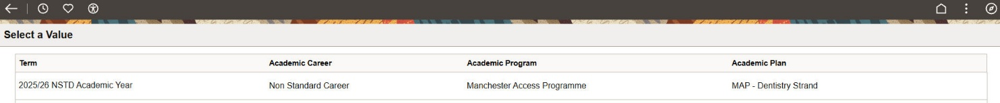 Select a Value
Term Academic Career Academic Program Academic Plan
2025/26 NSTD Academic Year Non Standard Career Manchester Access Programme MAP - Dentistry Strand